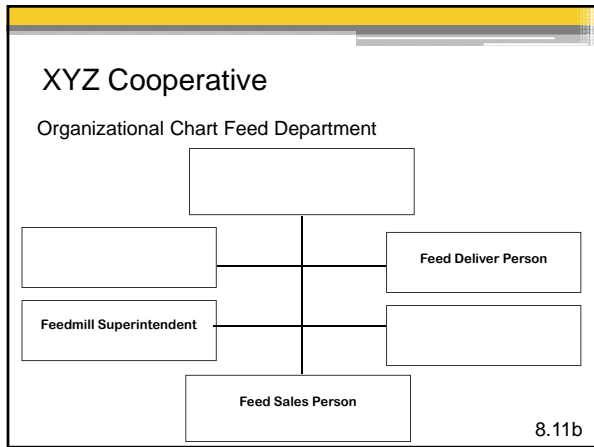 XYZ Cooperative
Organizational Chart Feed Department
Feed Deliver Person
Feedmill Superintendent
Feed Sales Person
8.11b